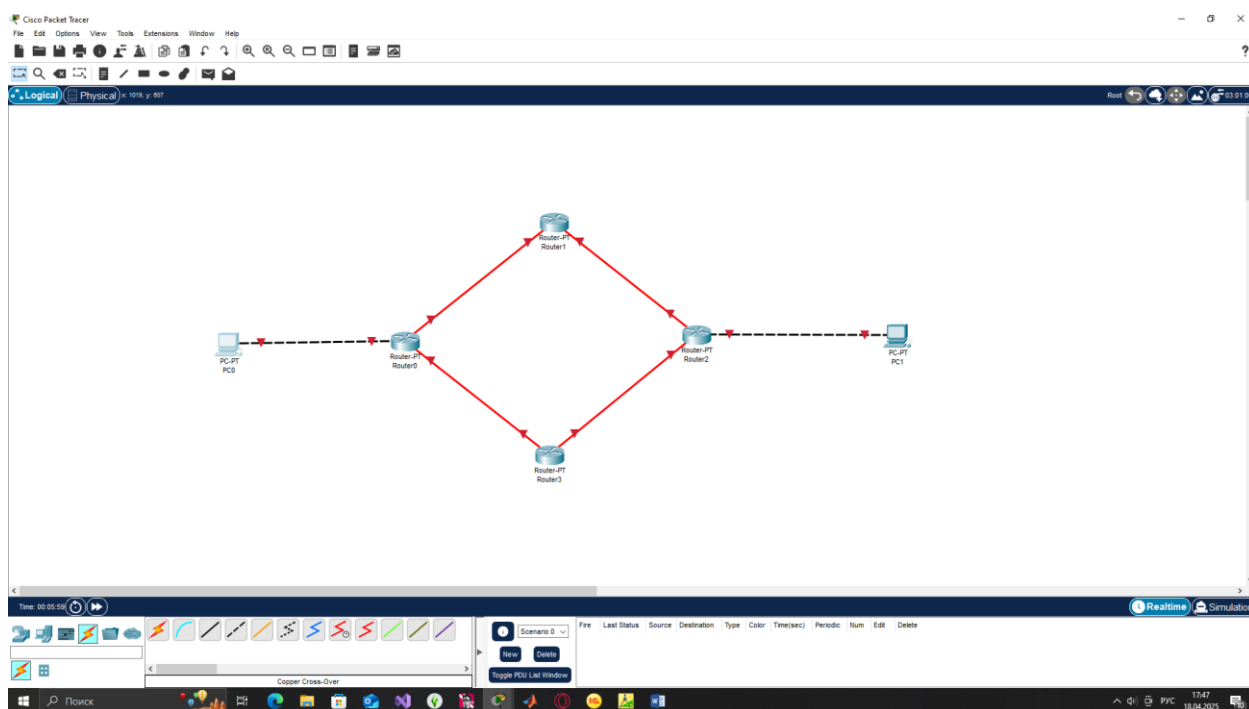 Cisco Packet Tracer
File Edit Options View Tools Extensions Window Help
?
Logical Physical x: 1019, y: 607 Root 03:01:0
Router-PT
Router1
PC-PT
PC0
Router-PT
Router0
Router-PT
Router2
PC-PT
PC1
Router-PT
Router3
Time: 00:05:59 Realtime Simulation
Scenario 0 Fire Last Status Source Destination Type Color Time(sec) Periodic Num Edit Delete
New Delete
Toggle PDU List Window
Copper Cross-Over
Поиск
РУС
17:47
18.04.2025